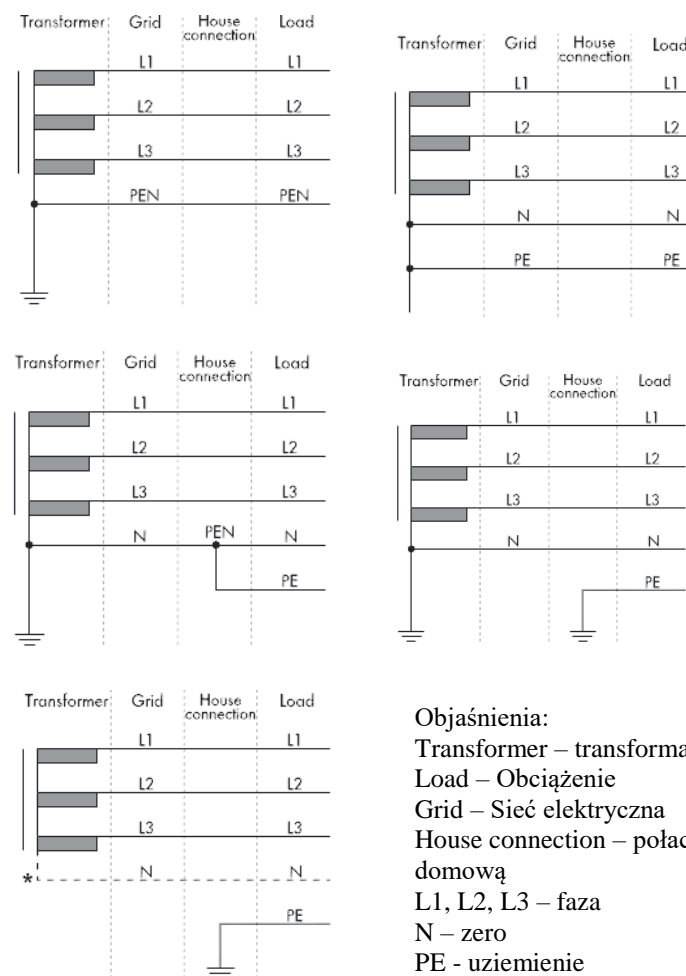 Transformer Grid House connection Load
L1 L1
L2 L2
L3 L3
PEN PEN
Transformer Grid House connection Load
L1 L1
L2 L2
L3 L3
N N
PE PE
Transformer Grid House connection Load
L1 L1
L2 L2
L3 L3
N PEN N
PE
Transformer Grid House connection Load
L1 L1
L2 L2
L3 L3
N N
PE
Transformer Grid House connection Load
L1 L1
L2 L2
L3 L3
* N N
PE
Objaśnienia:
Transformer – transforma
Load – Obciążenie
Grid – Sieć elektryczna
House connection – połac
domową
L1, L2, L3 – faza
N – zero
PE - uziemienie